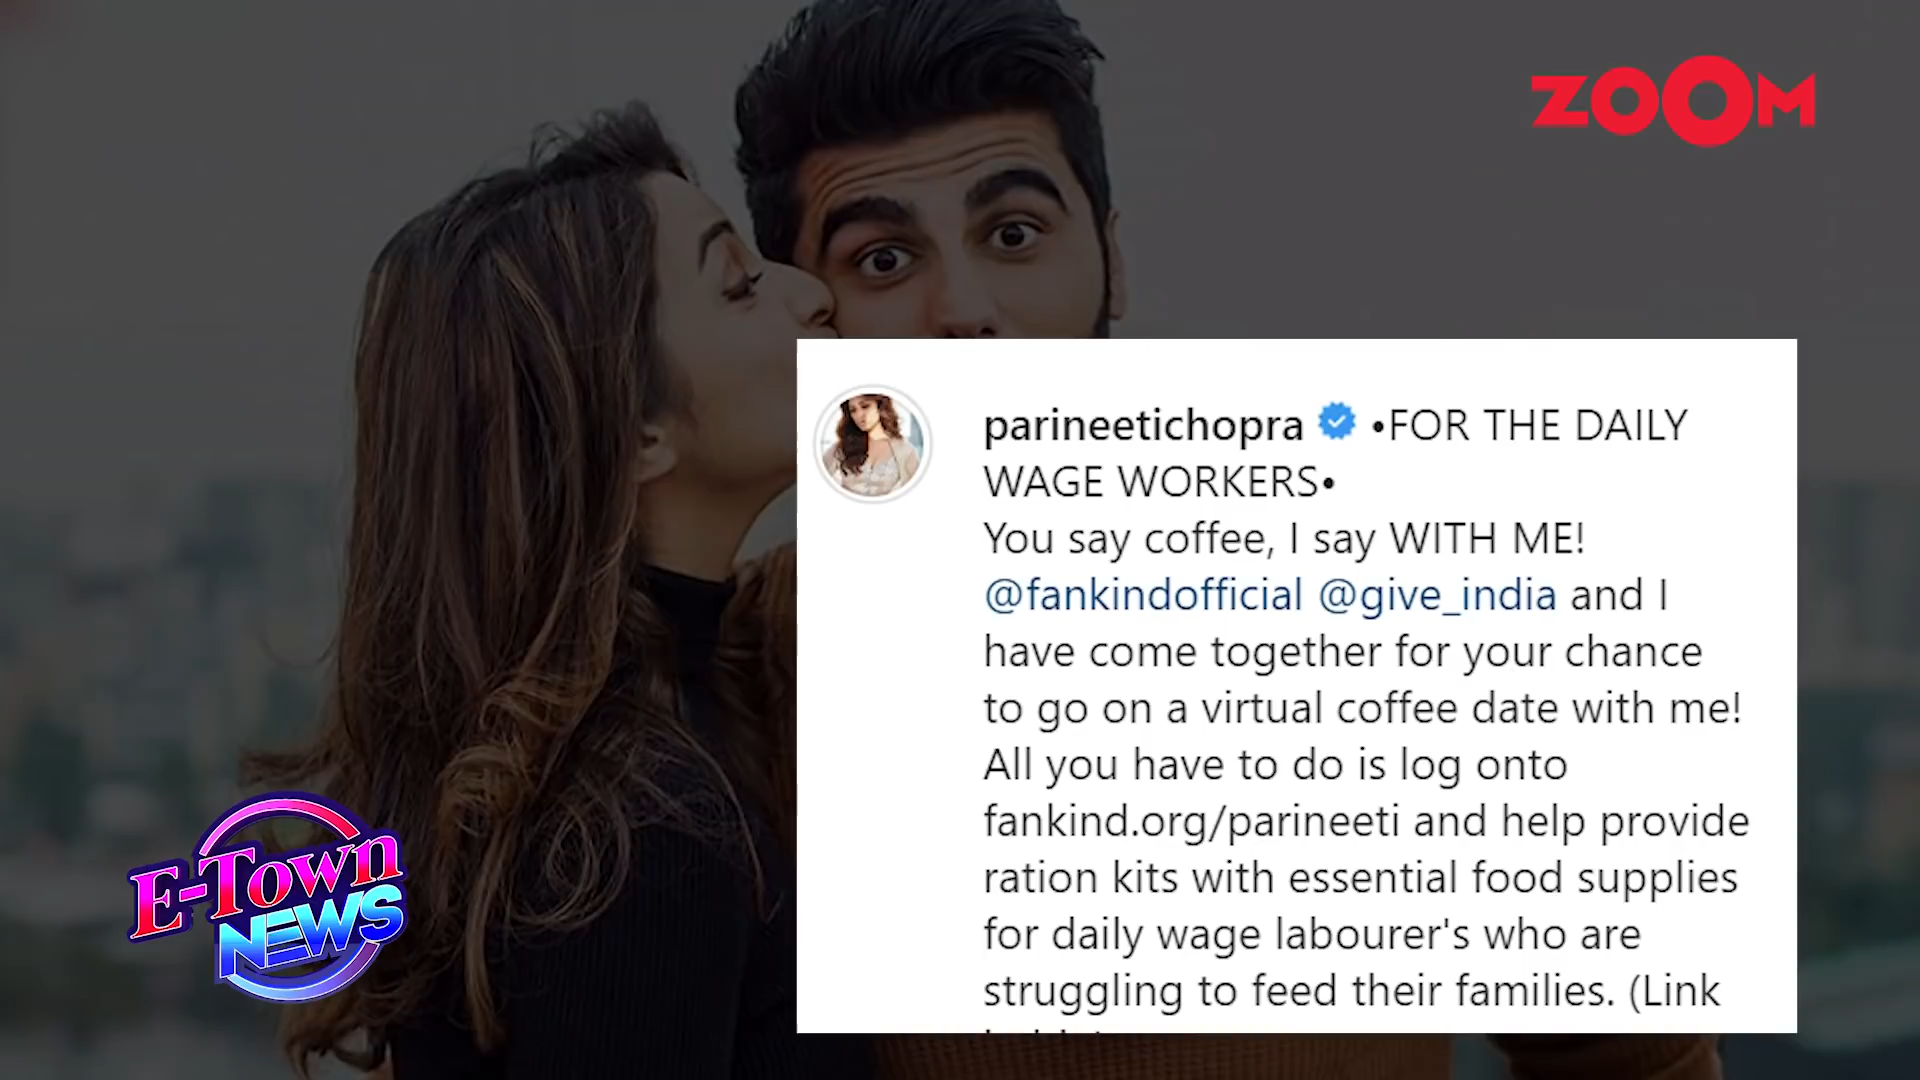 ZOOM
parineetichopra •FOR THE DAILY
WAGE WORKERS•
You say coffee, I say WITH ME!
@fankindofficial @give_india and I
have come together for your chance
to go on a virtual coffee date with me!
All you have to do is log onto
fankind.org/parineeti and help provide
ration kits with essential food supplies
for daily wage labourer's who are
struggling to feed their families. (Link
E-Town
NEWS